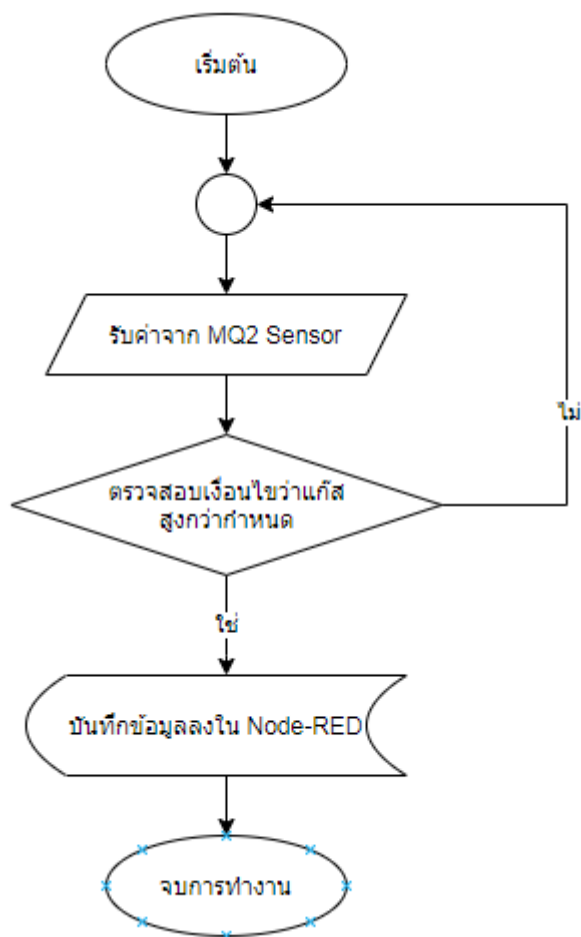 เริ่มต้น
รับค่าจาก MQ2 Sensor
ไม่
ตรวจสอบเงื่อนไขว่าแก๊ส
สูงกว่ากำหนด
ใช่
บันทึกข้อมูลลงใน Node-RED
จบการทำงาน